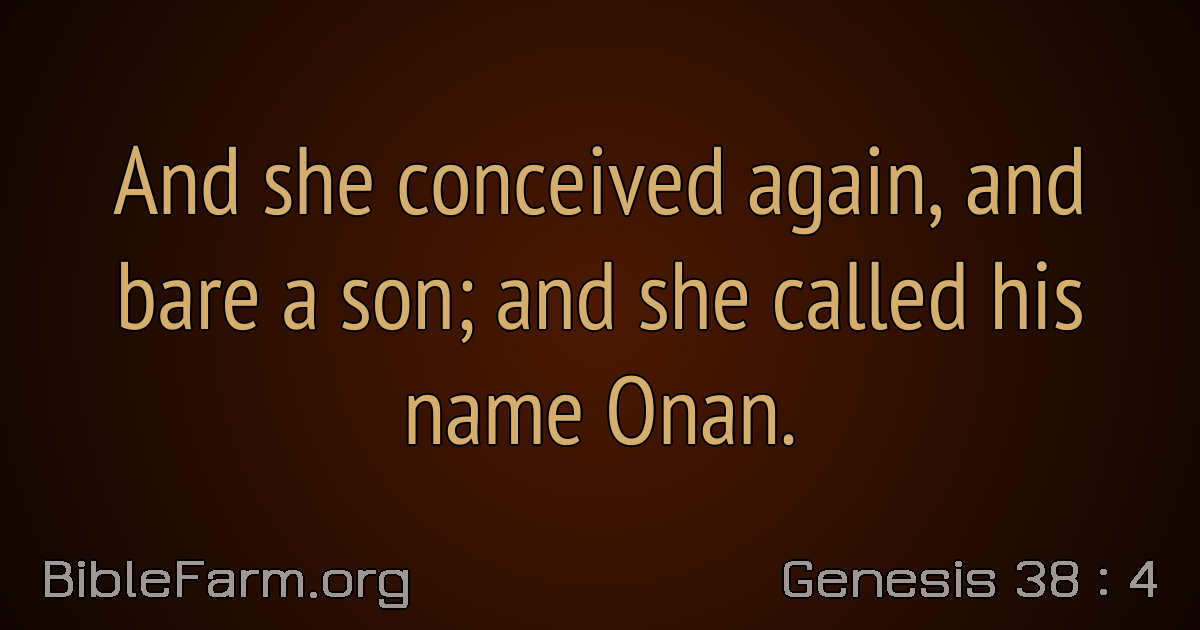 And she conceived again, and
bare a son; and she called his
name Onan.
BibleFarm.org
Genesis 38 : 4